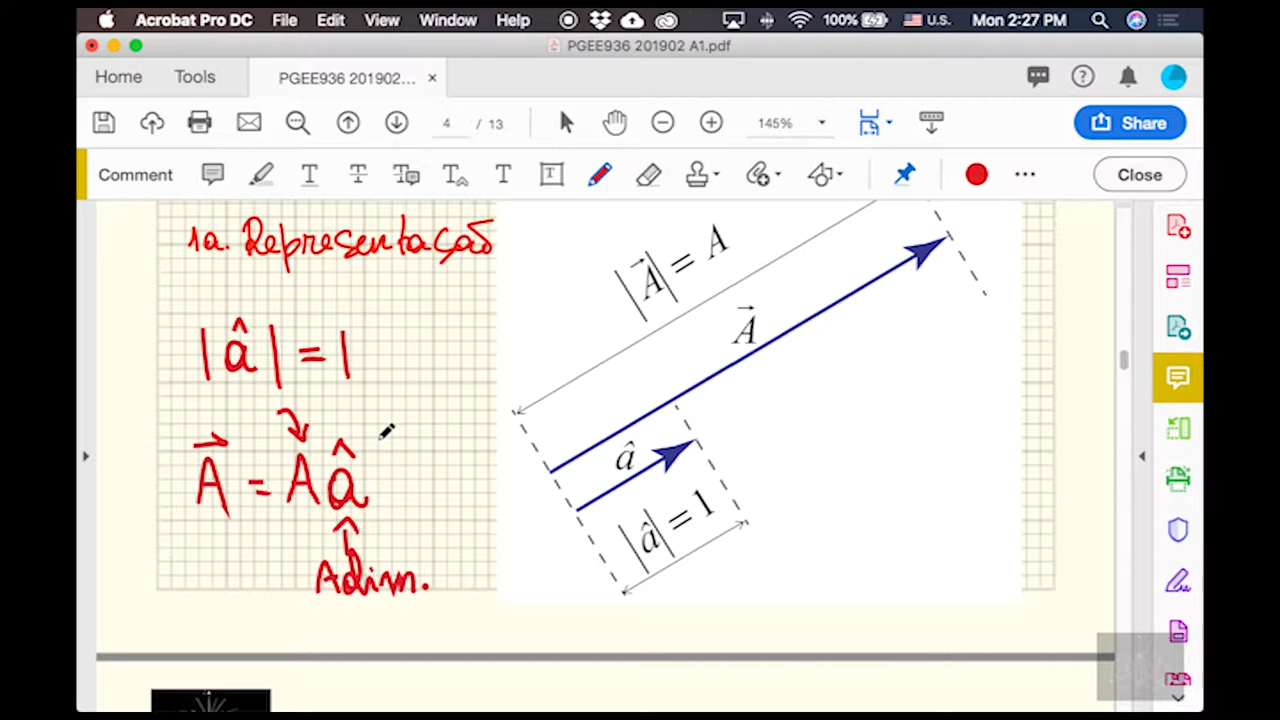 Acrobat Pro DC File Edit View Window Help 100% U.S. Mon 2:27 PM
PGEE936 201902 A1.pdf
Home Tools PGEE936 201902... ×
4 / 13 145% Share
Comment Close
1a. Representação
|â| = 1
A⃗ = A â
Adim.
|A⃗| = A
A⃗
â
|â| = 1